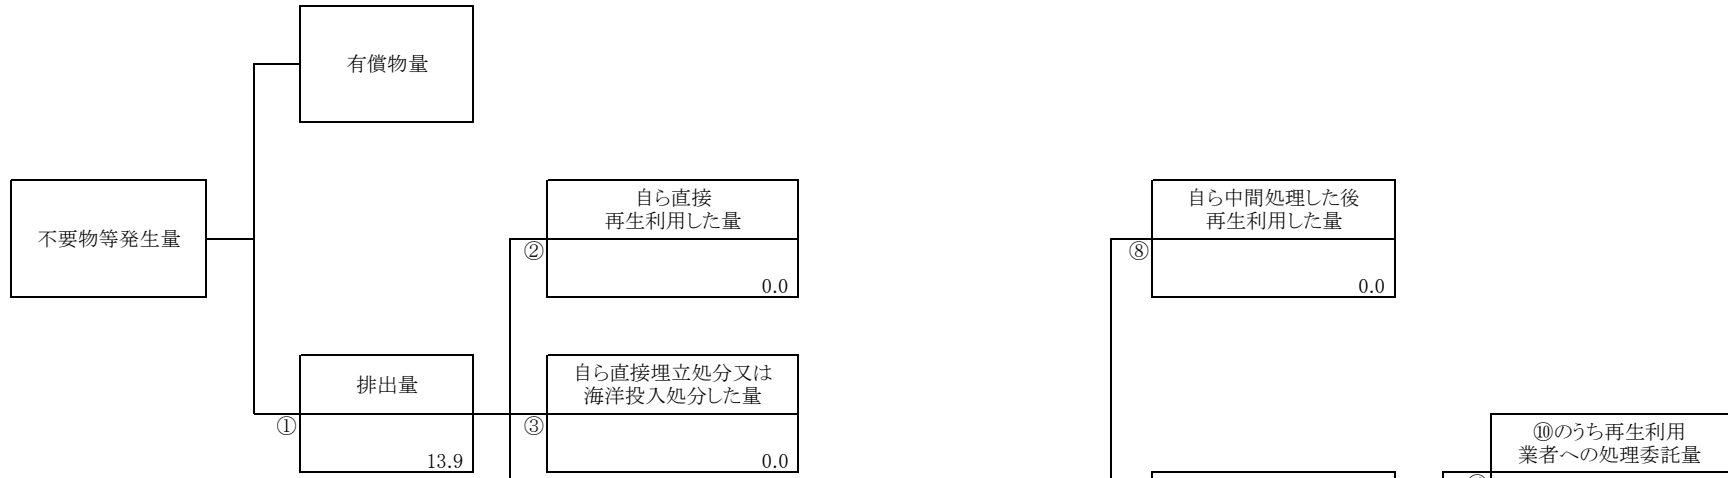 有償物量
不要物等発生量
自ら直接
再生利用した量
②
0.0
自ら中間処理した後
再生利用した量
⑧
0.0
排出量
①
13.9
自ら直接埋立処分又は
海洋投入処分した量
③
0.0
⑩のうち再生利用
業者への処理委託量